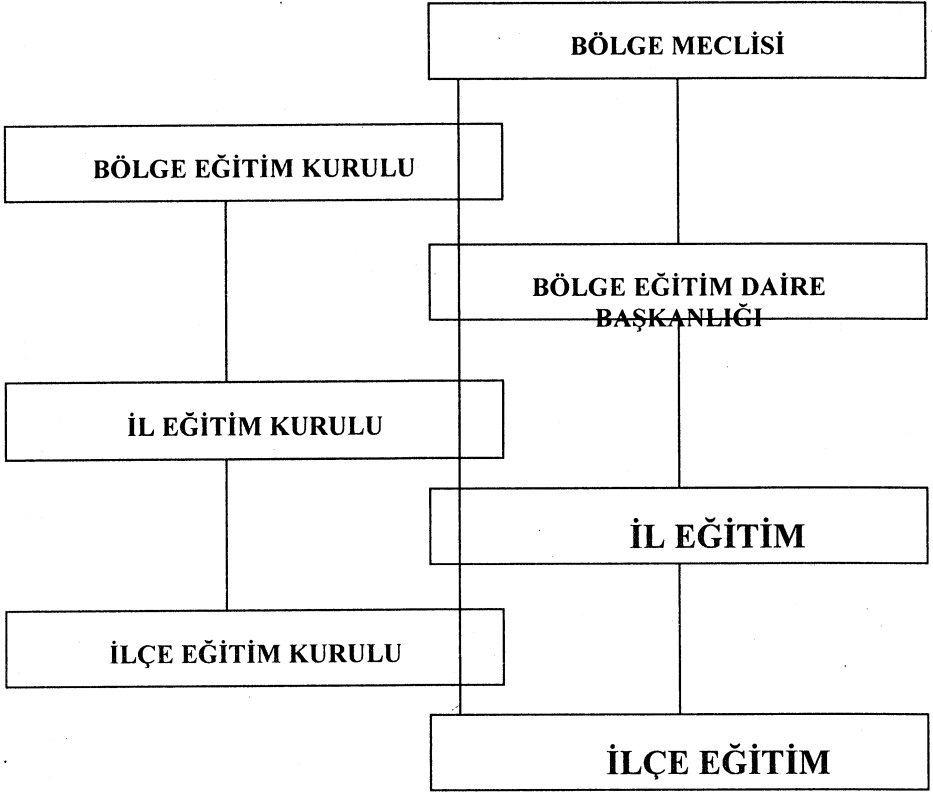 BÖLGE MECLİSİ
BÖLGE EĞİTİM KURULU
BÖLGE EĞİTİM DAİRE
BAŞKANLIĞI
İL EĞİTİM KURULU
İL EĞİTİM
İLÇE EĞİTİM KURULU
İLÇE EĞİTİM